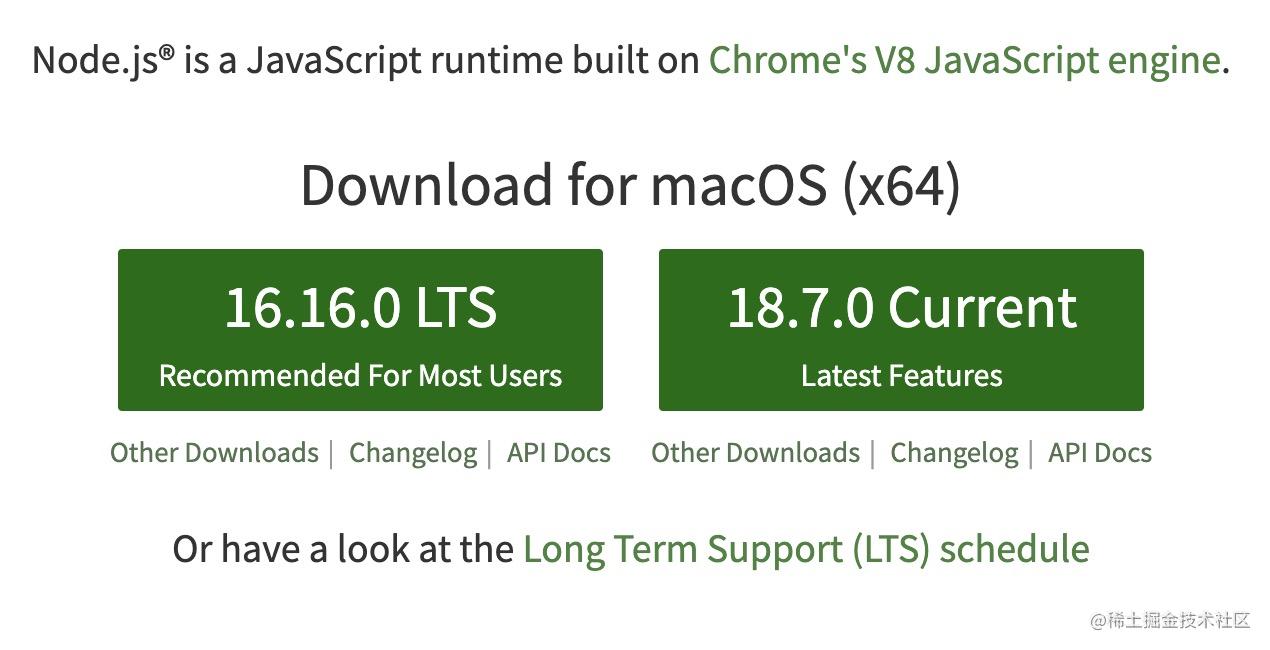 Node.js® is a JavaScript runtime built on Chrome's V8 JavaScript engine.
Download for macOS (x64)
16.16.0 LTS
Recommended For Most Users
18.7.0 Current
Latest Features
Other Downloads | Changelog | API Docs
Other Downloads | Changelog | API Docs
Or have a look at the Long Term Support (LTS) schedule
@稀土掘金技术社区